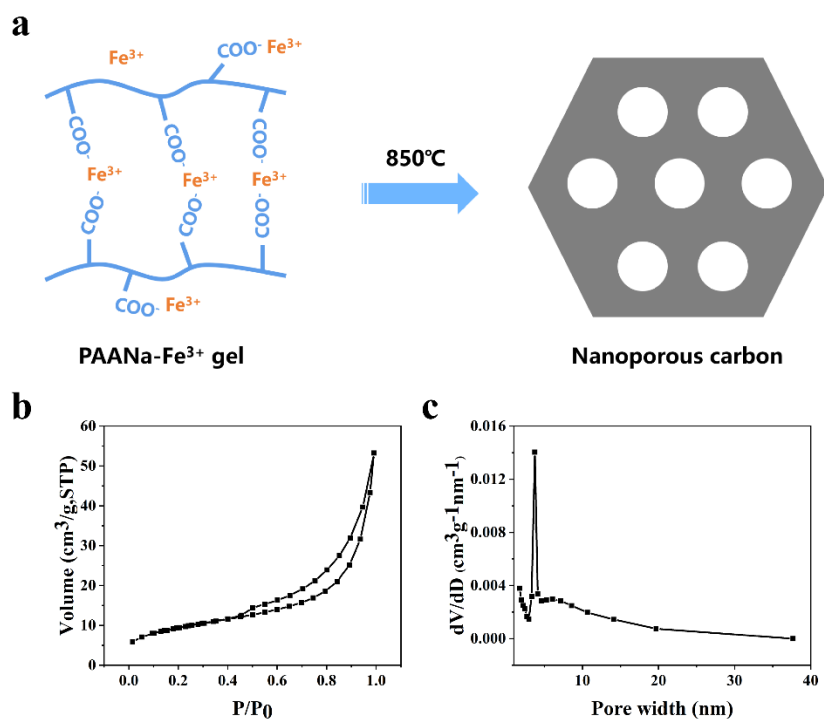 a
Fe³⁺
COO⁻ Fe³⁺
COO⁻
COO⁻
COO⁻
Fe³⁺
Fe³⁺
Fe³⁺
COO⁻
COO⁻
COO⁻
COO⁻ Fe³⁺
850℃
PAANa-Fe³⁺ gel
Nanoporous carbon
b
60
50
40
30
20
10
0
Volume (cm³/g,STP)
0.0 0.2 0.4 0.6 0.8 1.0
P/P₀
c
0.016
0.012
0.008
0.004
0.000
dV/dD (cm³g⁻¹nm⁻¹)
10 20 30 40
Pore width (nm)